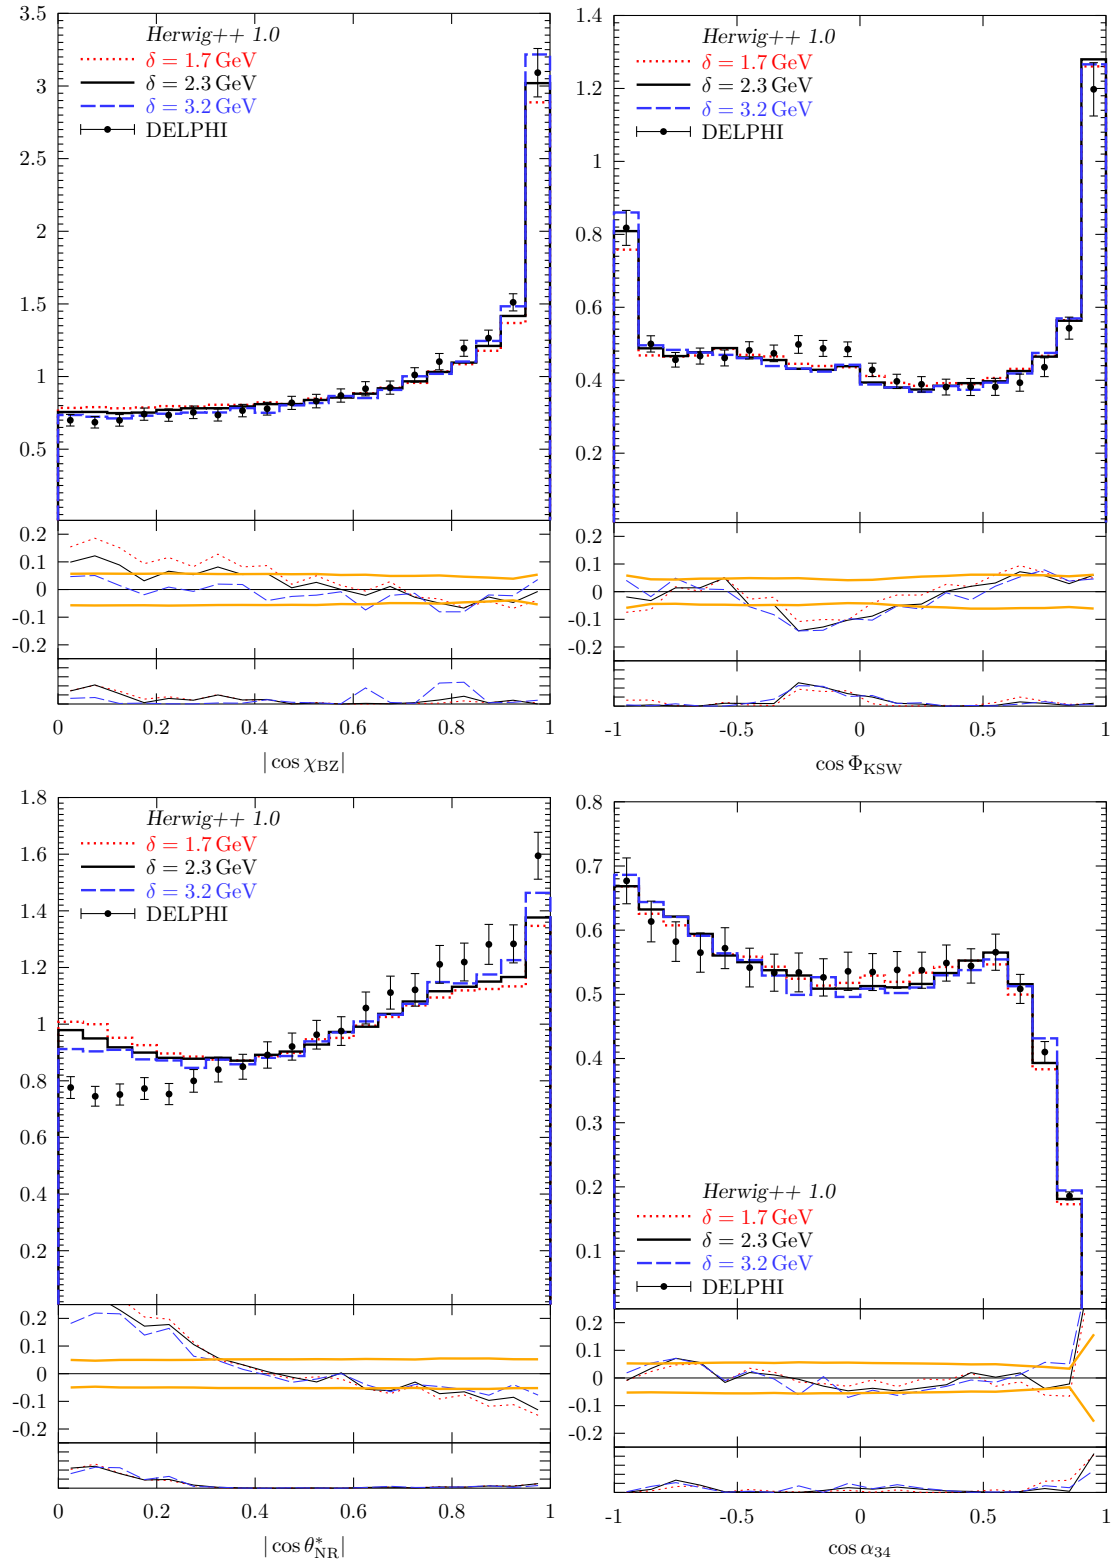 3.5
3
2.5
2
1.5
1
0.5
Herwig++ 1.0
δ = 1.7 GeV
δ = 2.3 GeV
δ = 3.2 GeV
DELPHI
0.2
0.1
0
-0.1
-0.2
0 0.2 0.4 0.6 0.8 1
| cos χBZ|
1.4
1.2
1
0.8
0.6
0.4
0.2
Herwig++ 1.0
δ = 1.7 GeV
δ = 2.3 GeV
δ = 3.2 GeV
DELPHI
0.2
0.1
0
-0.1
-0.2
-1 -0.5 0 0.5 1
cos ΦKSW
1.8
1.6
1.4
1.2
1
0.8
0.6
0.4
0.2
Herwig++ 1.0
δ = 1.7 GeV
δ = 2.3 GeV
δ = 3.2 GeV
DELPHI
0.2
0.1
0
-0.1
-0.2
0 0.2 0.4 0.6 0.8 1
| cos θ*NR|
0.8
0.7
0.6
0.5
0.4
0.3
0.2
0.1
Herwig++ 1.0
δ = 1.7 GeV
δ = 2.3 GeV
δ = 3.2 GeV
DELPHI
0.2
0.1
0
-0.1
-0.2
-1 -0.5 0 0.5 1
cos α34